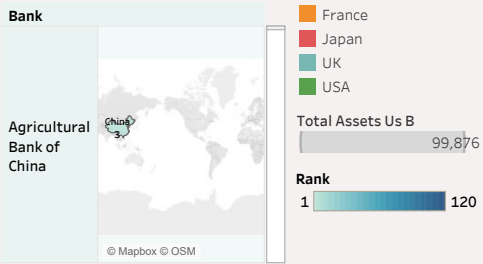 Bank
Agricultural
Bank of
China
China
3
© Mapbox © OSM
France
Japan
UK
USA
Total Assets Us B
99,876
Rank
1
120